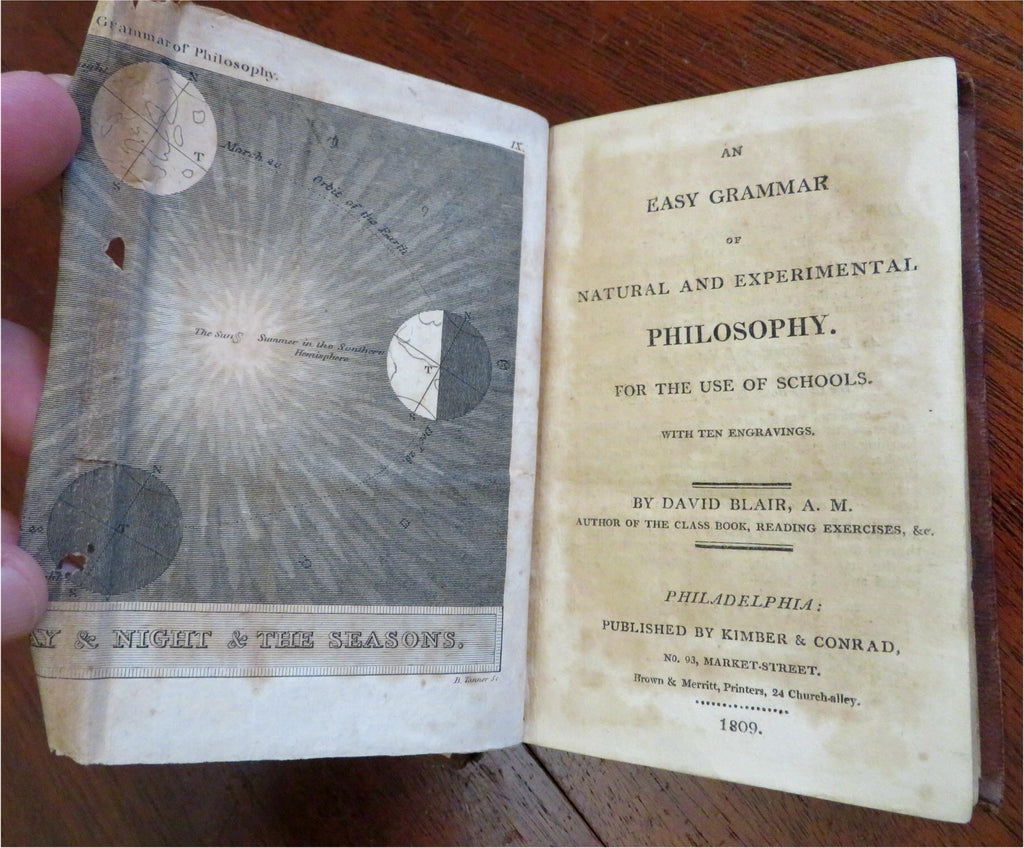 Grammar of Philosophy.
IX.
N
T
S
March 20
Orbit of the Earth
The Sun
Summer in the Southern
Hemisphere
N
T
S
N
T
S
AY & NIGHT & THE SEASONS.
B. Tanner Sc
AN
EASY GRAMMAR
OF
NATURAL AND EXPERIMENTAL
PHILOSOPHY.
FOR THE USE OF SCHOOLS.
WITH TEN ENGRAVINGS.
BY DAVID BLAIR, A. M.
AUTHOR OF THE CLASS BOOK, READING EXERCISES, &c.
PHILADELPHIA:
PUBLISHED BY KIMBER & CONRAD,
No. 93, MARKET-STREET.
Brown & Merritt, Printers, 24 Church-alley.
1809.